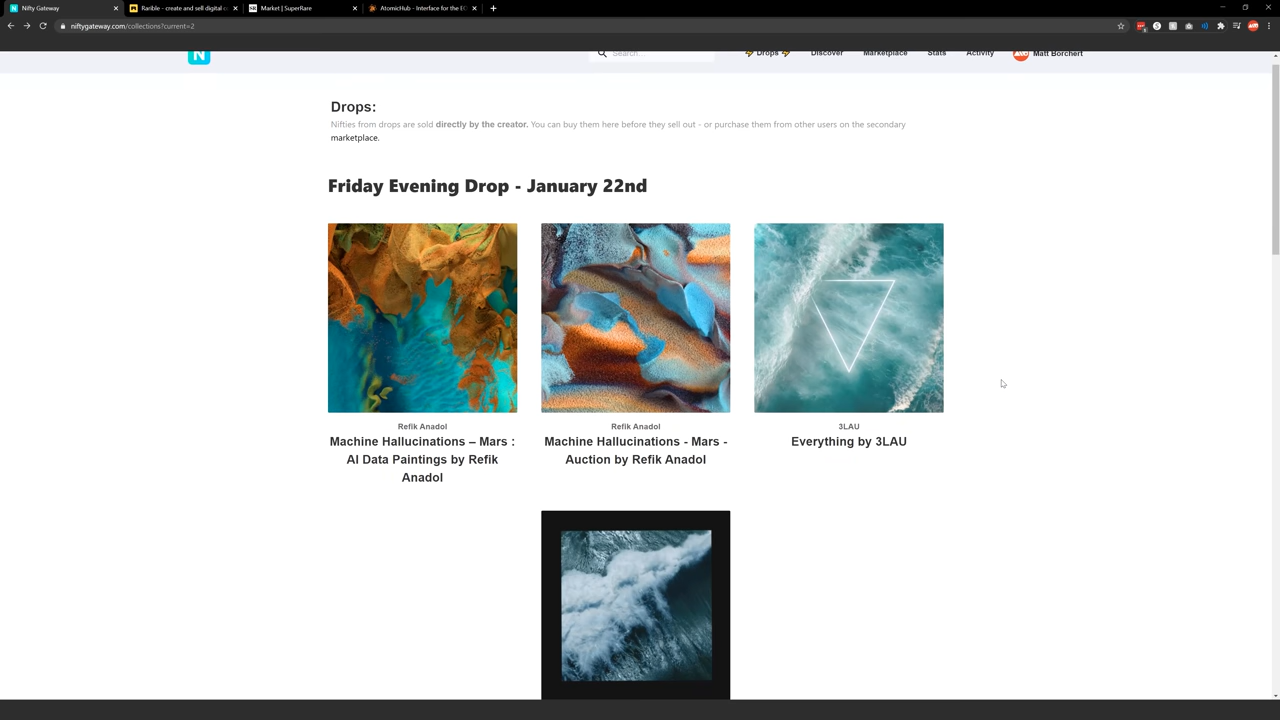 Nifty Gateway
Rarible - create and sell digital c
Market | SuperRare
AtomicHub - Interface for the E
niftygateway.com/collections?current=2
N
Search...
⚡ Drops ⚡
Discover
Marketplace
Stats
Activity
Matt Borchert
Drops:
Nifties from drops are sold directly by the creator. You can buy them here before they sell out - or purchase them from other users on the secondary
marketplace.
Friday Evening Drop - January 22nd
Refik Anadol
Machine Hallucinations – Mars :
AI Data Paintings by Refik
Anadol
Refik Anadol
Machine Hallucinations - Mars -
Auction by Refik Anadol
3LAU
Everything by 3LAU